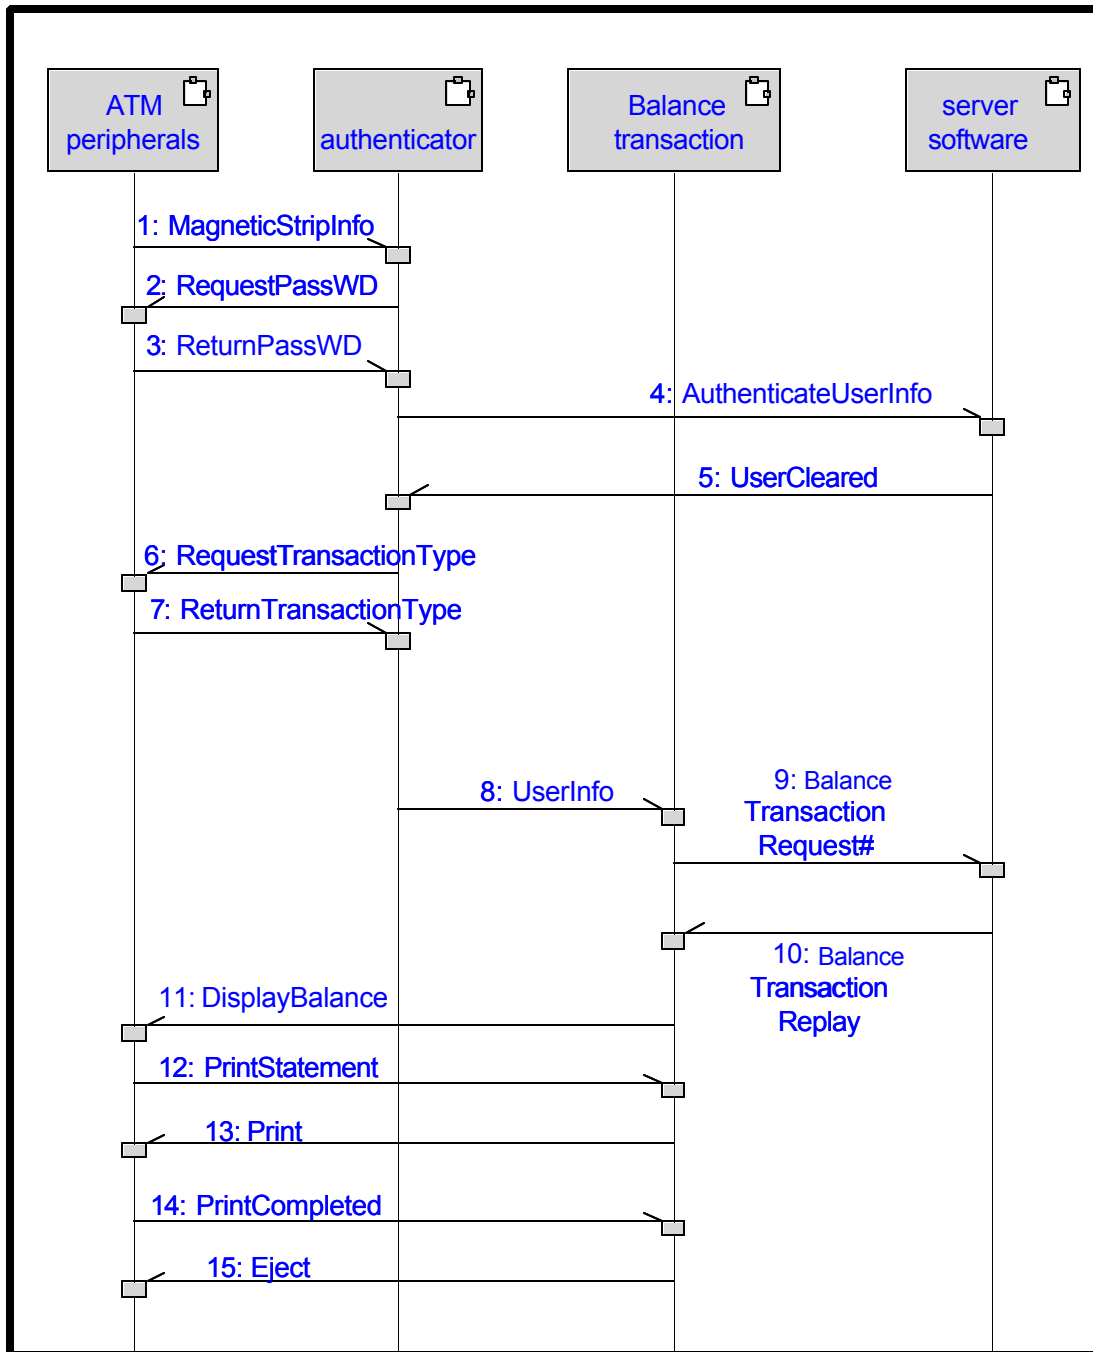 ATM
peripherals
authenticator
Balance
transaction
server
software
1: MagneticStripInfo
2: RequestPassWD
3: ReturnPassWD
4: AuthenticateUserInfo
5: UserCleared
6: RequestTransactionType
7: ReturnTransactionType
8: UserInfo
9: Balance
Transaction
Request#
10: Balance
Transaction
Replay
11: DisplayBalance
12: PrintStatement
13: Print
14: PrintCompleted
15: Eject